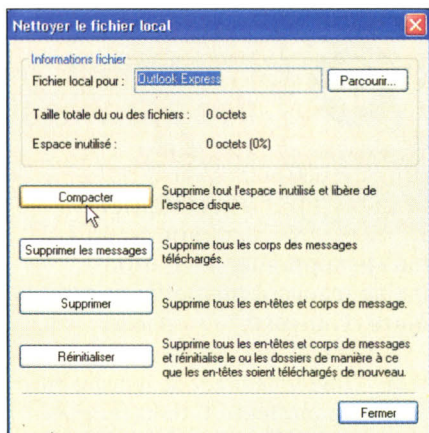 Nettoyer le fichier local
Informations fichier
Fichier local pour : Outlook Express Parcourir...
Taille totale du ou des fichiers : 0 octets
Espace inutilisé : 0 octets (0%)
Compacter Supprime tout l'espace inutilisé et libère de
l'espace disque.
Supprimer les messages Supprime tous les corps des messages
téléchargés.
Supprimer Supprime tous les en-têtes et corps de message.
Réinitialiser Supprime tous les en-têtes et corps de messages
et réinitialise le ou les dossiers de manière à ce
que les en-têtes soient téléchargés de nouveau.
Fermer